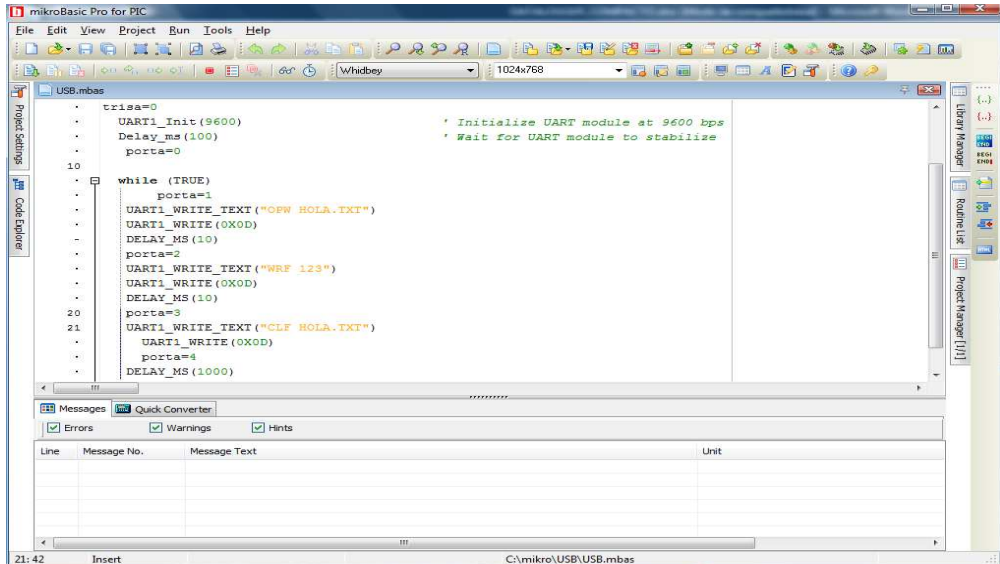 mikroBasic Pro for PIC
File Edit View Project Run Tools Help
Whidbey 1024x768
USB.mbas
trisa=0
UART1_Init(9600) ' Initialize UART module at 9600 bps
Delay_ms(100) ' Wait for UART module to stabilize
porta=0
10
while (TRUE)
porta=1
UART1_WRITE_TEXT("OPW HOLA.TXT")
UART1_WRITE(0X0D)
DELAY_MS(10)
porta=2
UART1_WRITE_TEXT("WRF 123")
UART1_WRITE(0X0D)
DELAY_MS(10)
20 porta=3
21 UART1_WRITE_TEXT("CLF HOLA.TXT")
UART1_WRITE(0X0D)
porta=4
DELAY_MS(1000)
Project Settings
Code Explorer
Library Manager
Routine List
Project Manager [1/1]
Messages Quick Converter
Errors Warnings Hints
Line Message No. Message Text Unit
21: 42 Insert C:\mikro\USB\USB.mbas